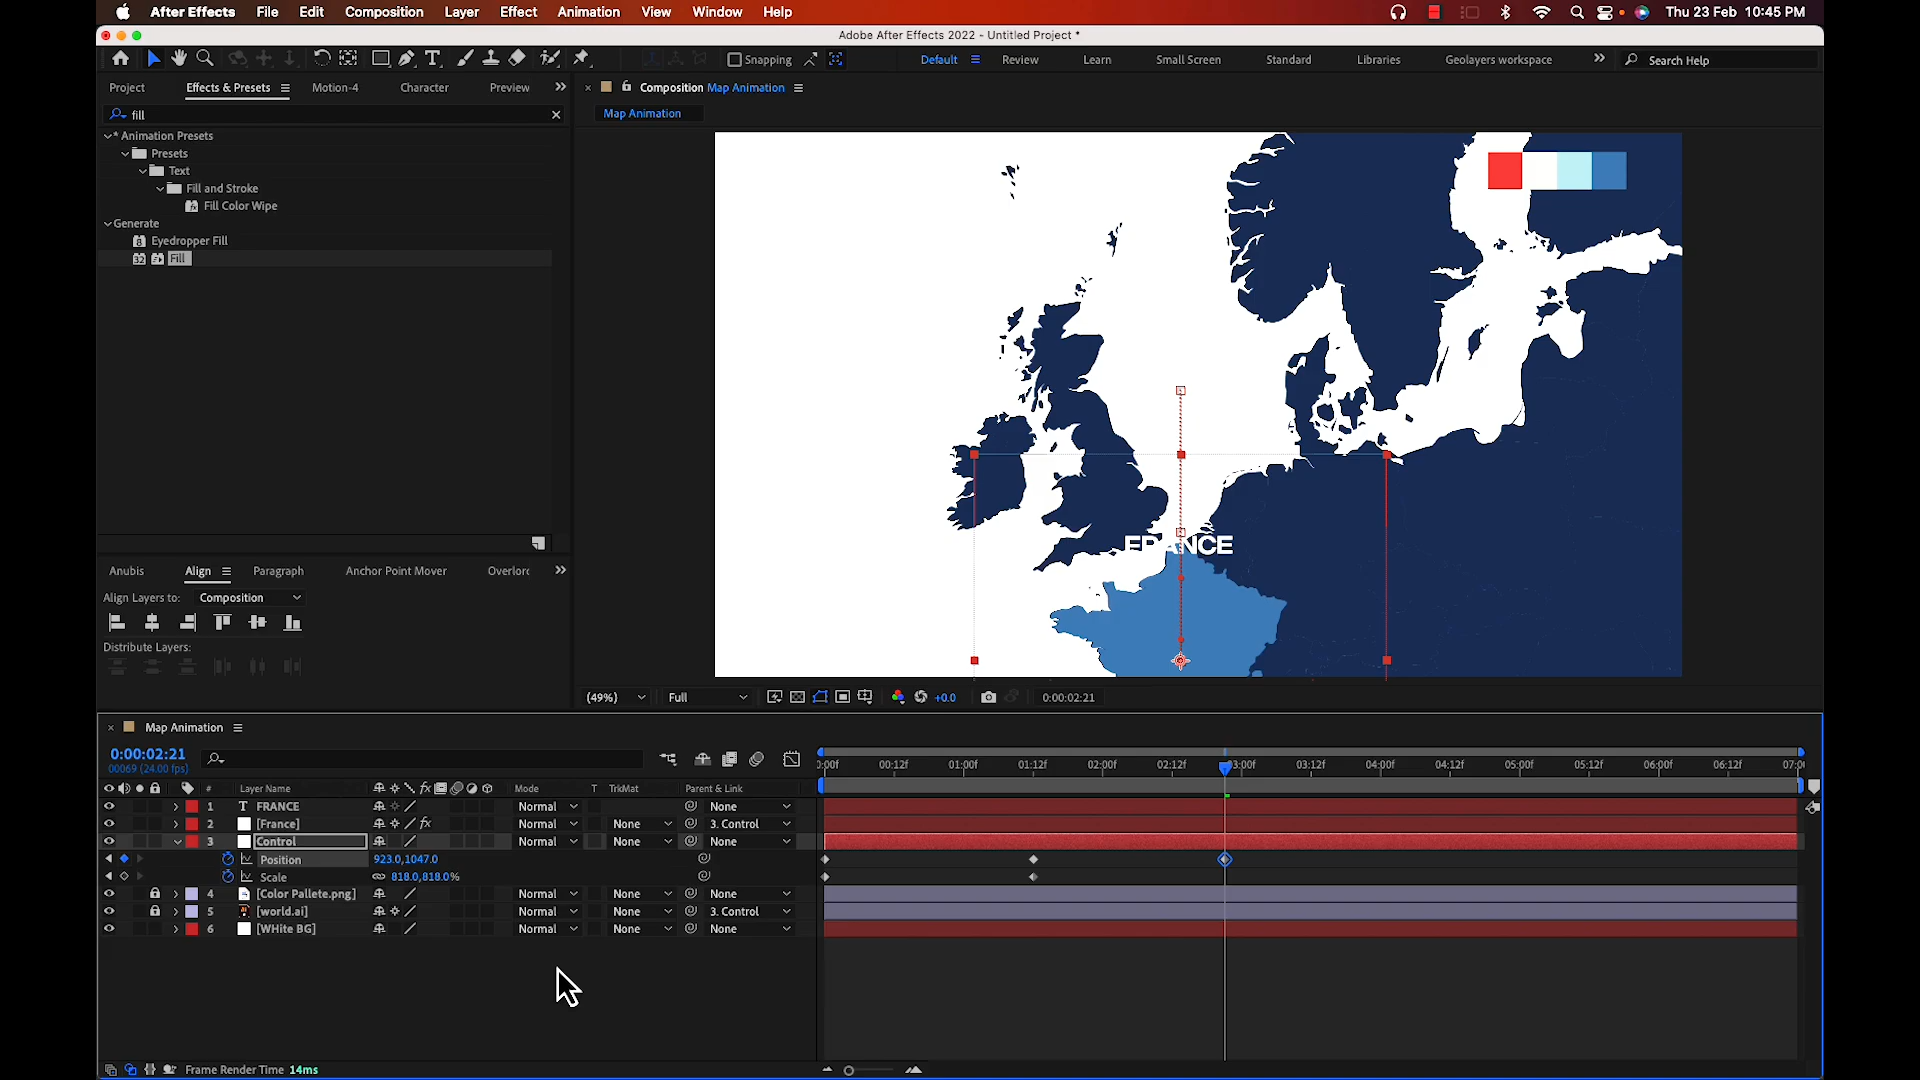 After Effects File Edit Composition Layer Effect Animation View Window Help Thu 23 Feb 10:45 PM
Adobe After Effects 2022 - Untitled Project *
Snapping Default Review Learn Small Screen Standard Libraries Geolayers workspace Search Help
Project Effects & Presets Motion-4 Character Preview
Composition Map Animation
fill
Map Animation
* Animation Presets
Presets
Text
Fill and Stroke
Fill Color Wipe
Generate
Eyedropper Fill
32 Fill
FRANCE
Anubis Align Paragraph Anchor Point Mover Overlord
Align Layers to: Composition
Distribute Layers:
(49%) Full +0.0 0:00:02:21
Map Animation
0:00:02:21
00069 (24.00 fps)
:00f 00:12f 01:00f 01:12f 02:00f 02:12f 03:00f 03:12f 04:00f 04:12f 05:00f 05:12f 06:00f 06:12f 07:0
# Layer Name fx Mode T TrkMat Parent & Link
1 T FRANCE Normal None
2 [France] fx Normal None 3. Control
3 Control Normal None None
Position 923.0,1047.0
Scale 818.0,818.0%
4 [Color Pallete.png] Normal None None
5 [world.ai] Normal None 3. Control
6 [WHite BG] Normal None None
Frame Render Time 14ms